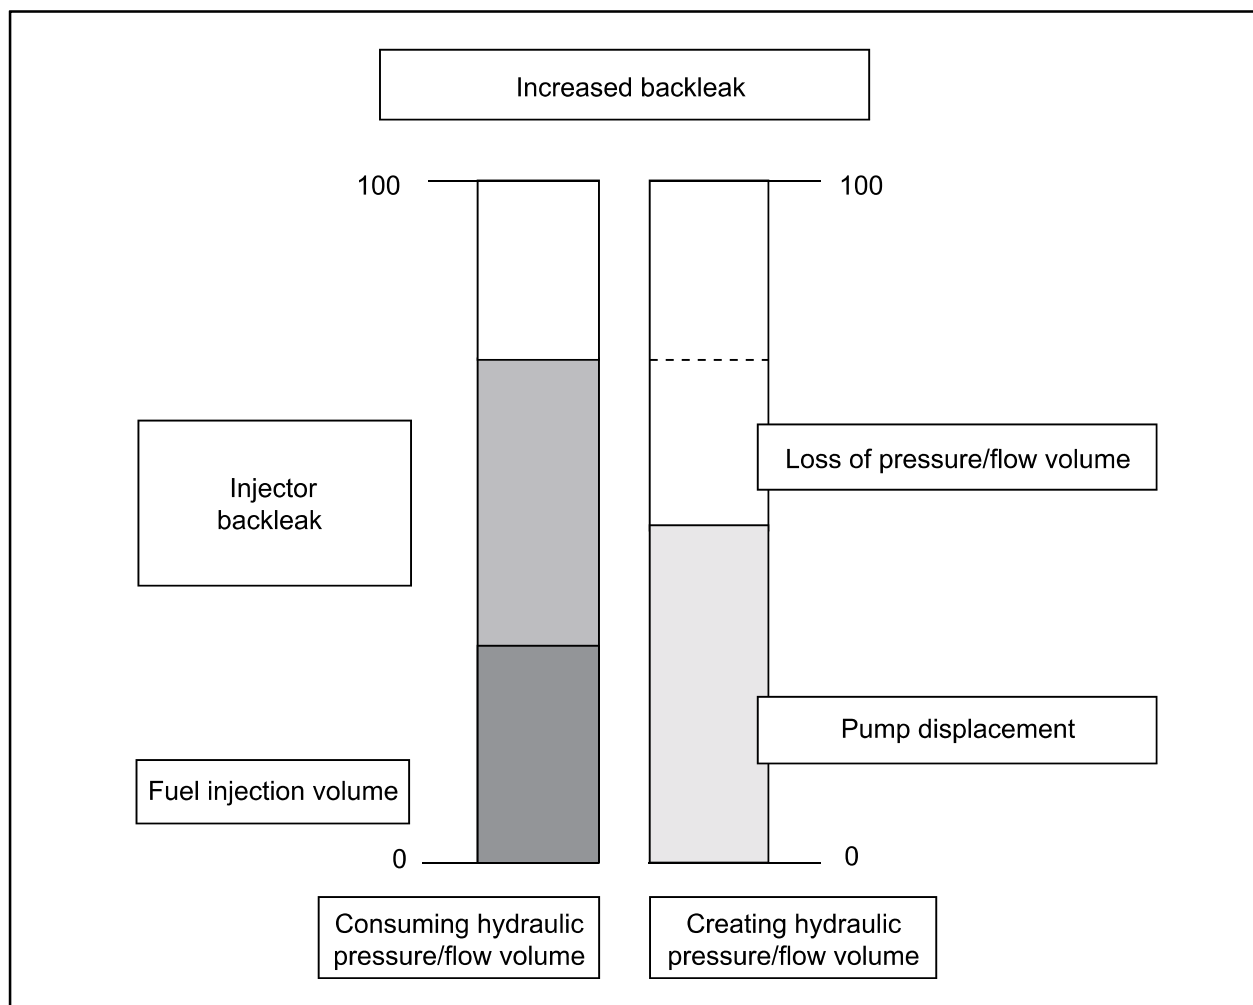 Increased backleak
100
100
Loss of pressure/flow volume
Injector
backleak
Pump displacement
Fuel injection volume
0
0
Consuming hydraulic
pressure/flow volume
Creating hydraulic
pressure/flow volume